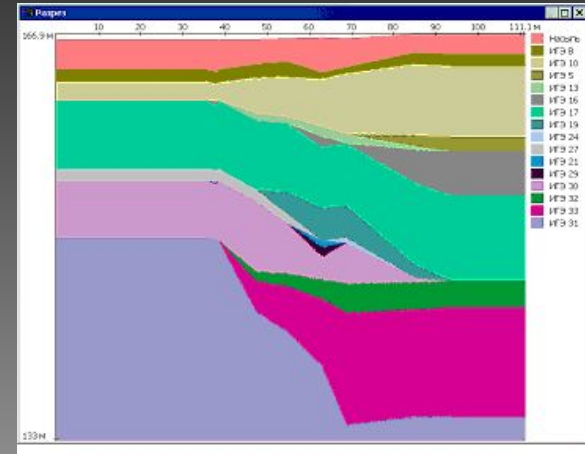 Разрез
10 20 30 40 50 60 70 80 90 100 111.1 м
166.9 м
Насыпь
ИГЭ 8
ИГЭ 10
ИГЭ 5
ИГЭ 13
ИГЭ 16
ИГЭ 17
ИГЭ 19
ИГЭ 24
ИГЭ 27
ИГЭ 21
ИГЭ 29
ИГЭ 30
ИГЭ 32
ИГЭ 33
ИГЭ 31
133 м